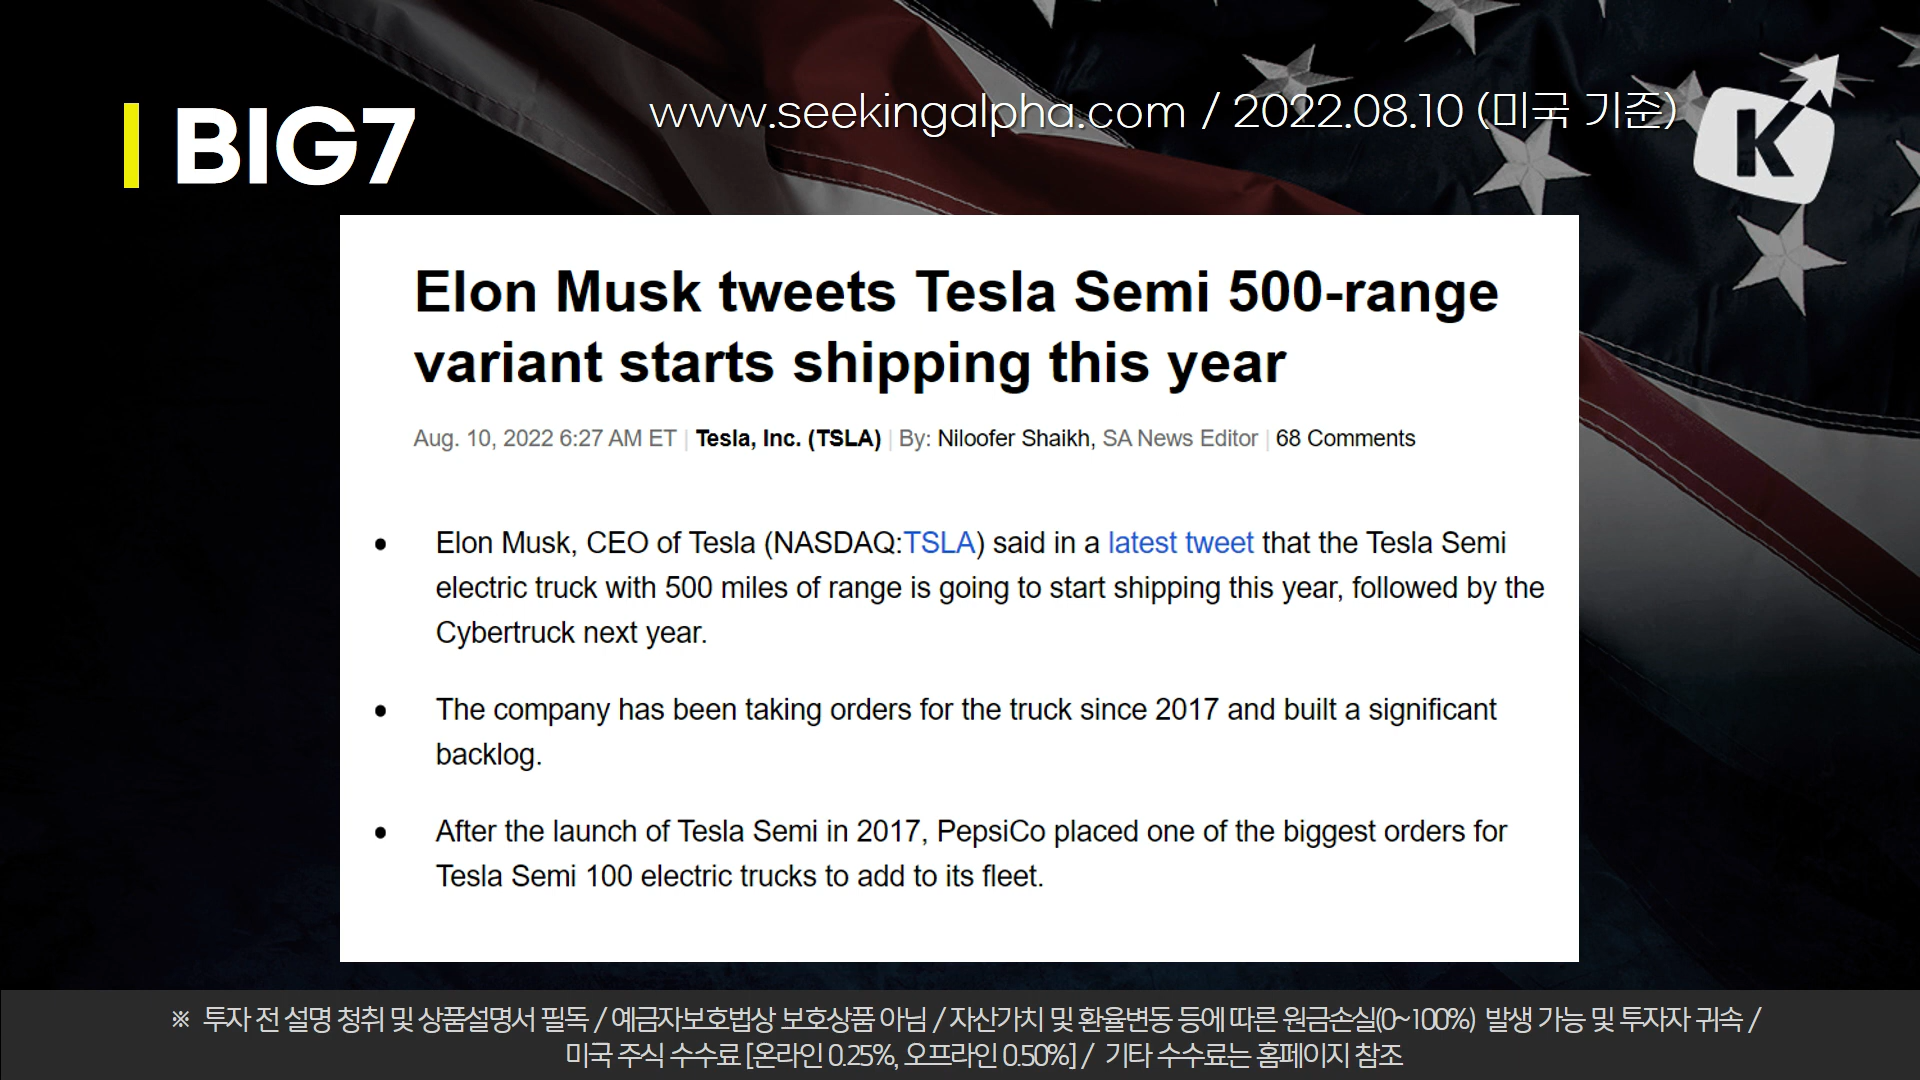 BIG7
www.seekingalpha.com / 2022.08.10 (미국 기준)
K
Elon Musk tweets Tesla Semi 500-range
variant starts shipping this year
Aug. 10, 2022 6:27 AM ET | Tesla, Inc. (TSLA) | By: Niloofer Shaikh, SA News Editor | 68 Comments
• Elon Musk, CEO of Tesla (NASDAQ:TSLA) said in a latest tweet that the Tesla Semi
electric truck with 500 miles of range is going to start shipping this year, followed by the
Cybertruck next year.
• The company has been taking orders for the truck since 2017 and built a significant
backlog.
• After the launch of Tesla Semi in 2017, PepsiCo placed one of the biggest orders for
Tesla Semi 100 electric trucks to add to its fleet.
※ 투자 전 설명 청취 및 상품설명서 필독 / 예금자보호법상 보호상품 아님 / 자산가치 및 환율변동 등에 따른 원금손실(0~100%) 발생 가능 및 투자자 귀속 /
미국 주식 수수료 [온라인 0.25%, 오프라인 0.50%] / 기타 수수료는 홈페이지 참조